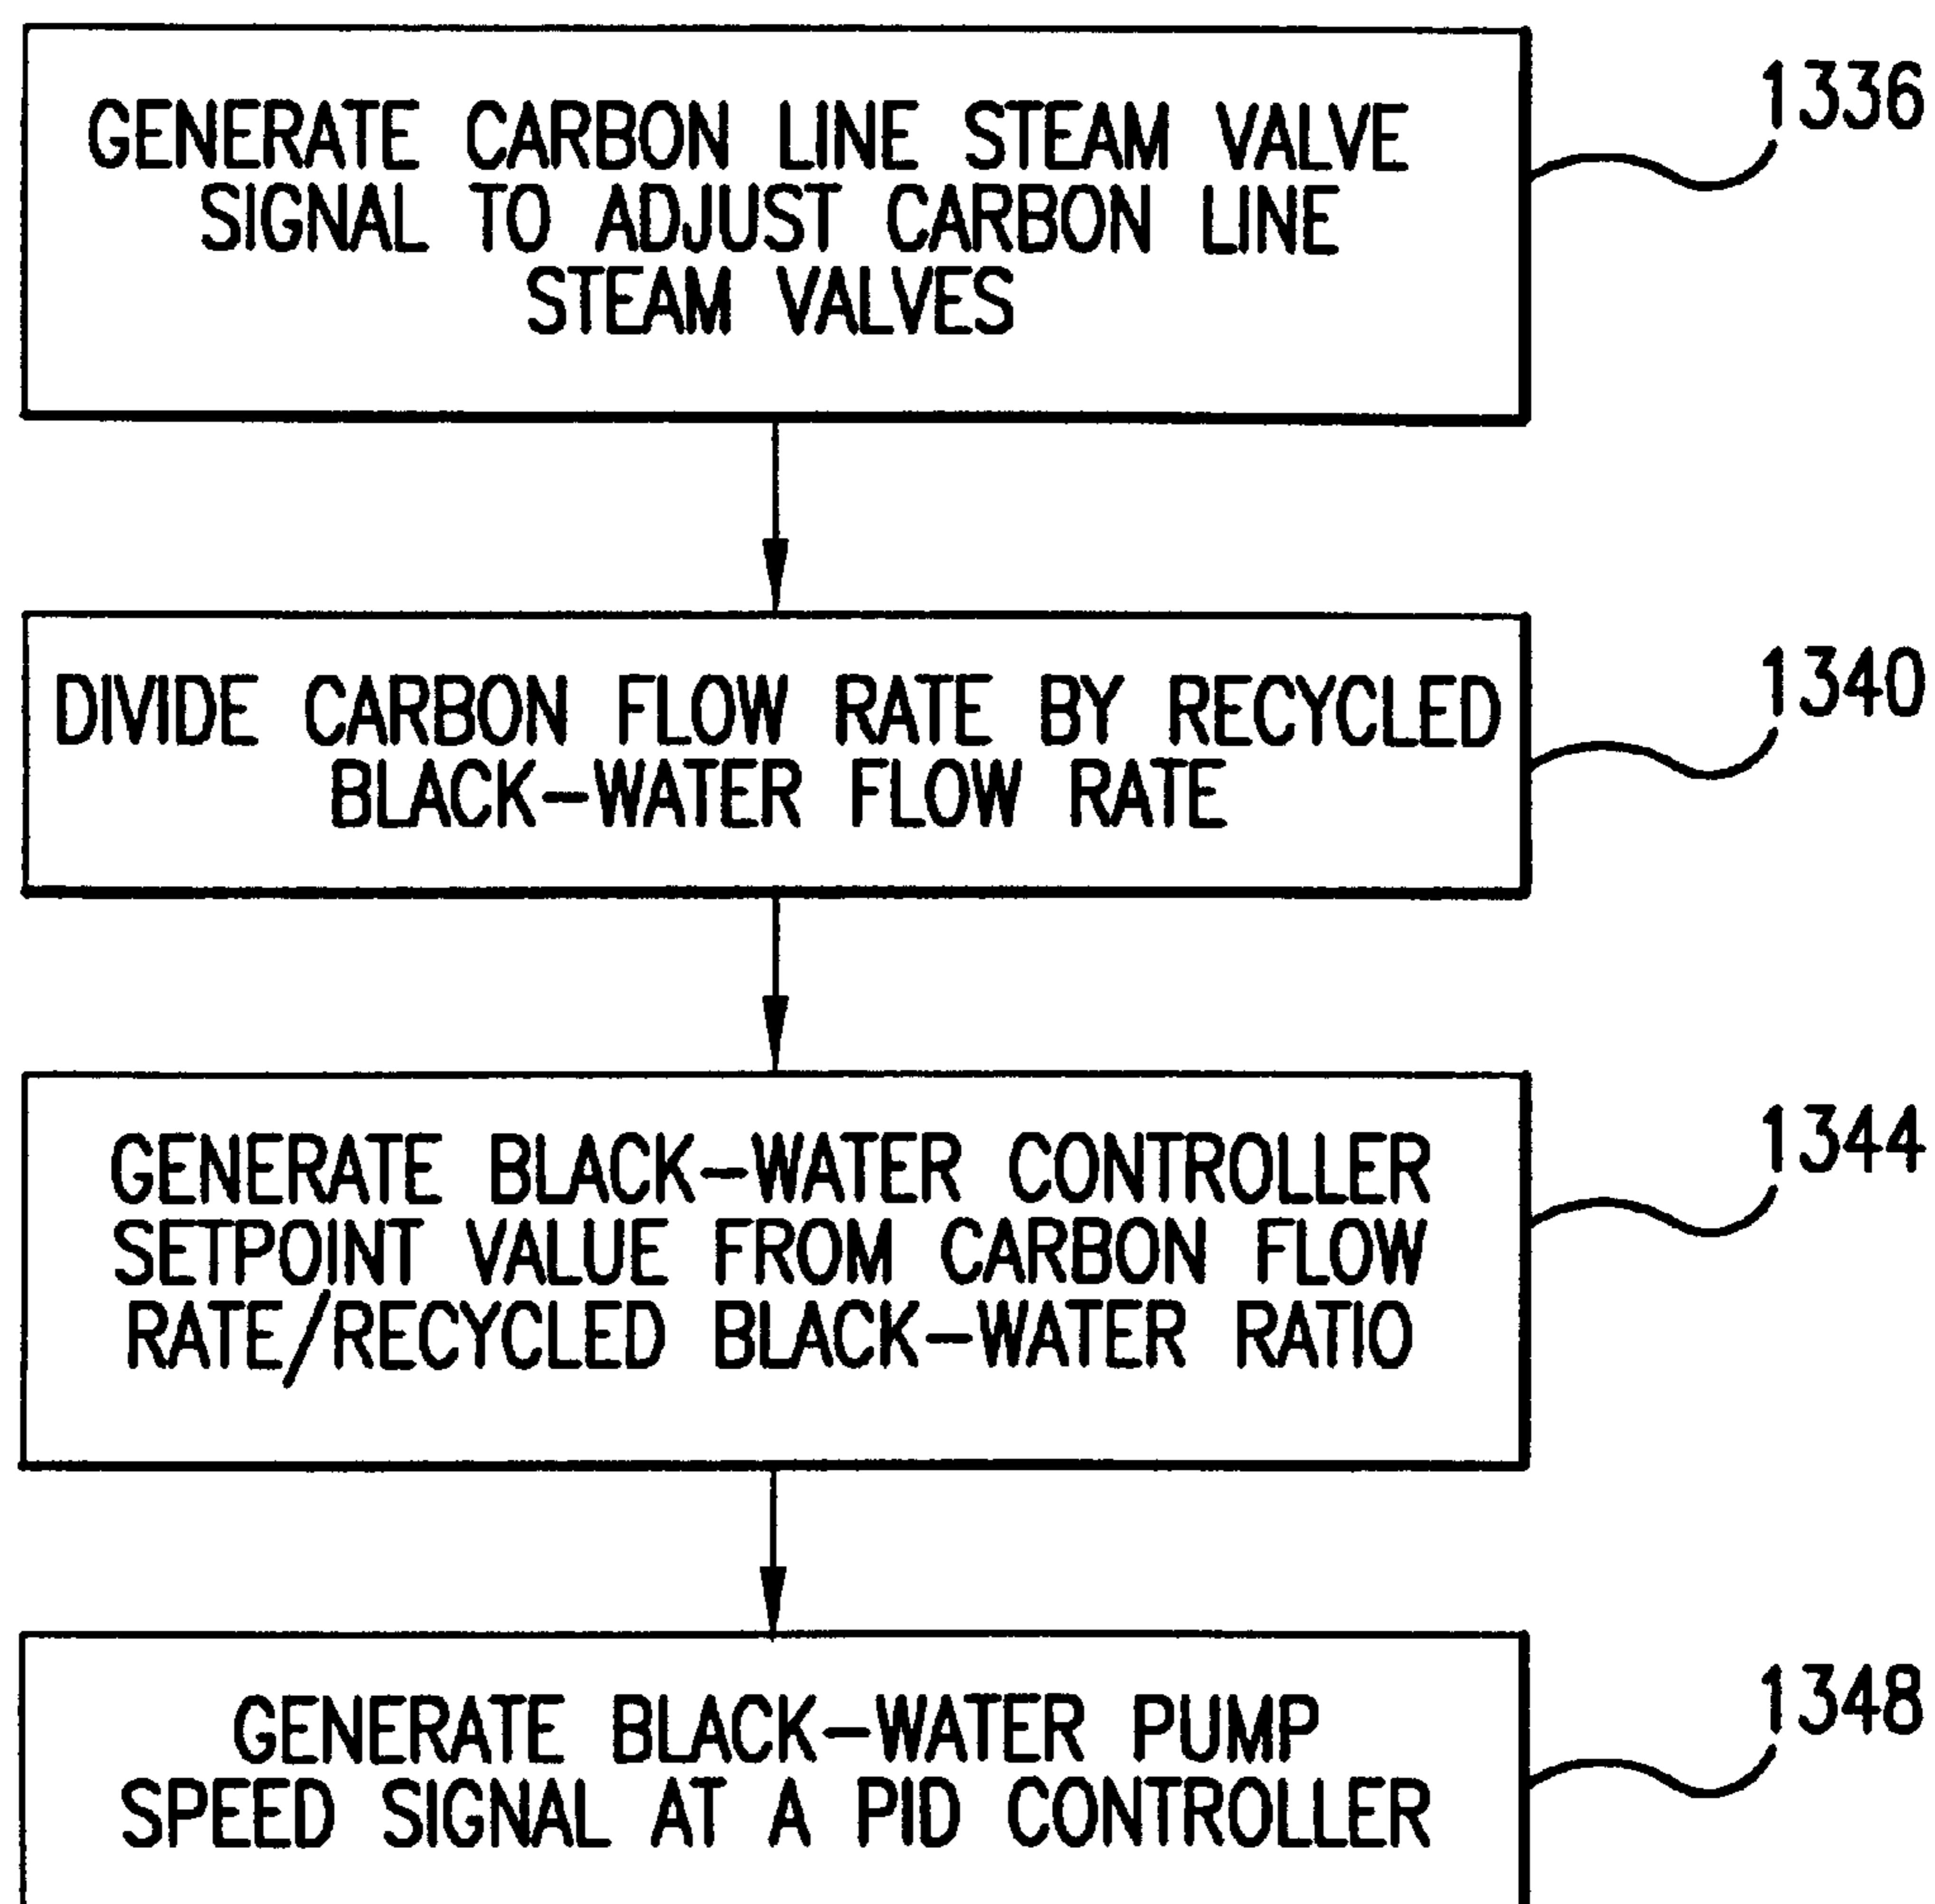 GENERATE CARBON LINE STEAM VALVE
SIGNAL TO ADJUST CARBON LINE
STEAM VALVES
1336
DIVIDE CARBON FLOW RATE BY RECYCLED
BLACK-WATER FLOW RATE
1340
GENERATE BLACK-WATER CONTROLLER
SETPOINT VALUE FROM CARBON FLOW
RATE/RECYCLED BLACK-WATER RATIO
1344
GENERATE BLACK-WATER PUMP
SPEED SIGNAL AT A PID CONTROLLER
1348